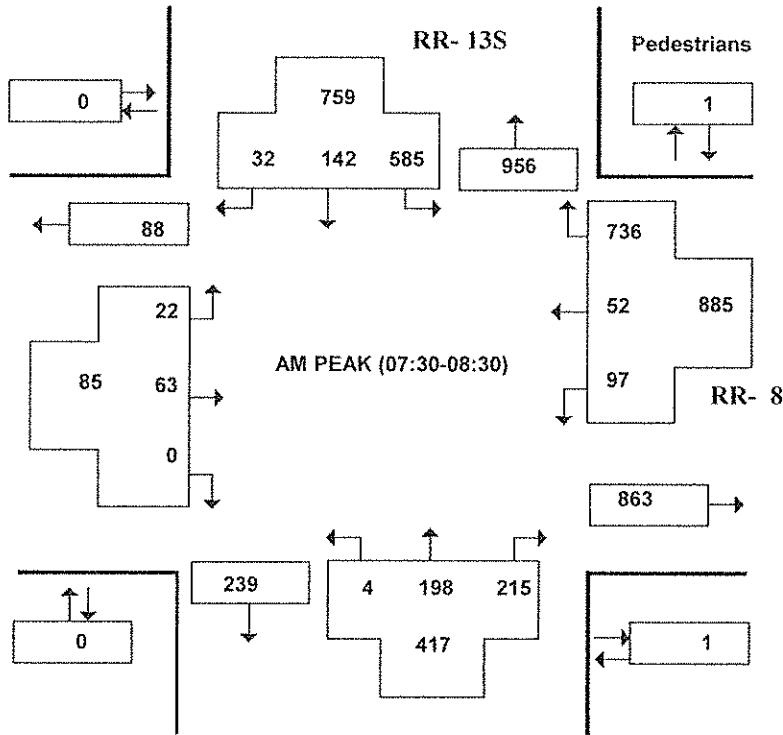 RR- 13S
Pedestrians
0
759
1
32 142 585
956
88
736
22
52 885
AM PEAK (07:30-08:30)
85 63
97
RR- 8
0
863
239
4 198 215
0
417
1